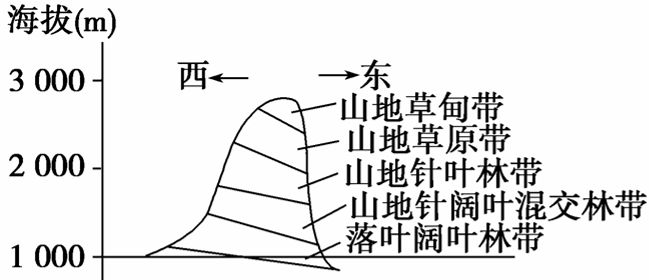 海拔(m)
西 东
3 000
山地草甸带
山地草原带
2 000
山地针叶林带
山地针阔叶混交林带
落叶阔叶林带
1 000